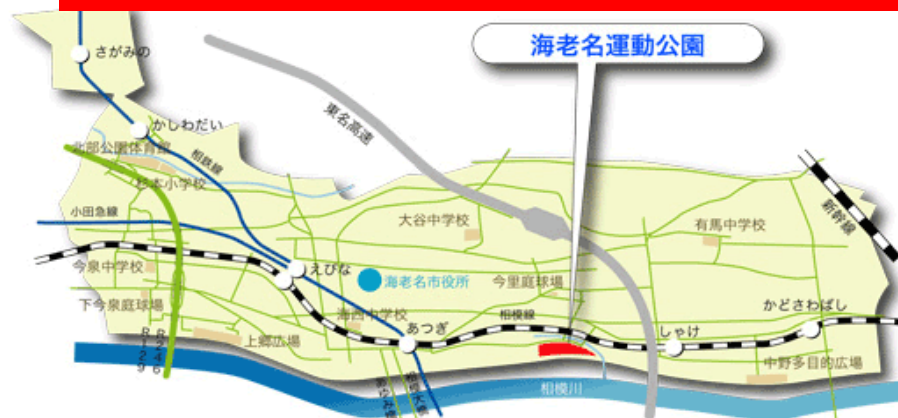 海老名運動公園
さがみの
東名高速
かしわだい
北部公園体育館
相鉄線
杉本小学校
小田急線
大谷中学校
有馬中学校
新幹線
今泉中学校
えびな
海老名市役所
今里庭球場
下今泉庭球場
海西中学校
相模線
かどさわばし
あつぎ
しゃけ
上郷広場
R246
R129
中野多目的広場
相模川